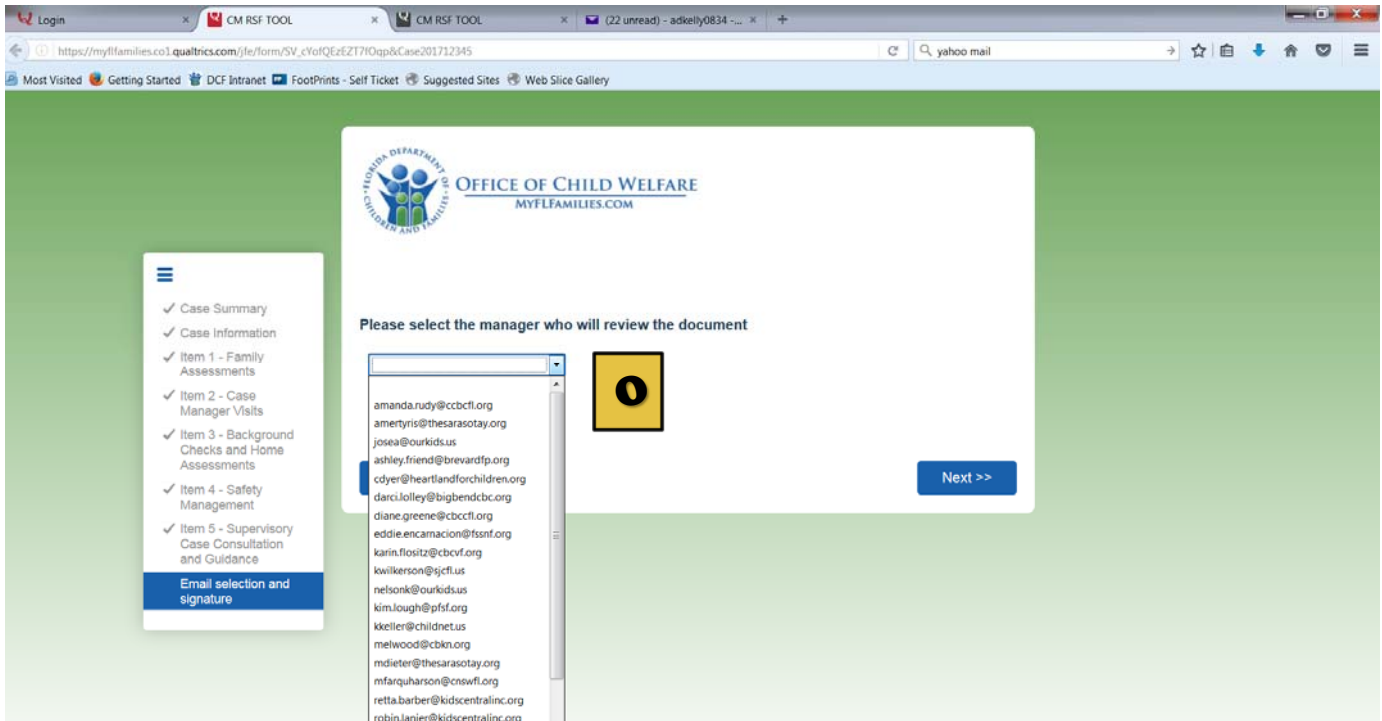 Login
CM RSF TOOL
CM RSF TOOL
(22 unread) - adkelly0834 -...
https://myflfamilies.co1.qualtrics.com/jfe/form/SV_cYofQEzEZT7fOqp&Case201712345
yahoo mail
Most Visited Getting Started DCF Intranet FootPrints - Self Ticket Suggested Sites Web Slice Gallery
FLORIDA DEPARTMENT OF CHILDREN AND FAMILIES
OFFICE OF CHILD WELFARE
MYFLFAMILIES.COM
Case Summary
Case Information
Item 1 - Family
Assessments
Item 2 - Case
Manager Visits
Item 3 - Background
Checks and Home
Assessments
Item 4 - Safety
Management
Item 5 - Supervisory
Case Consultation
and Guidance
Email selection and
signature
Please select the manager who will review the document
O
amanda.rudy@ccbcfl.org
amertyris@thesarasotay.org
josea@ourkids.us
ashley.friend@brevardfp.org
cdyer@heartlandforchildren.org
darci.lolley@bigbendcbc.org
diane.greene@cbccfl.org
eddie.encarnacion@fssnf.org
karin.flositz@cbcvf.org
kwilkerson@sjcfl.us
nelsonk@ourkids.us
kim.lough@pfsf.org
kkeller@childnet.us
melwood@cbkn.org
mdieter@thesarasotay.org
mfarquharson@cnswfl.org
retta.barber@kidscentralinc.org
robin.lanier@kidscentralinc.org
Next >>